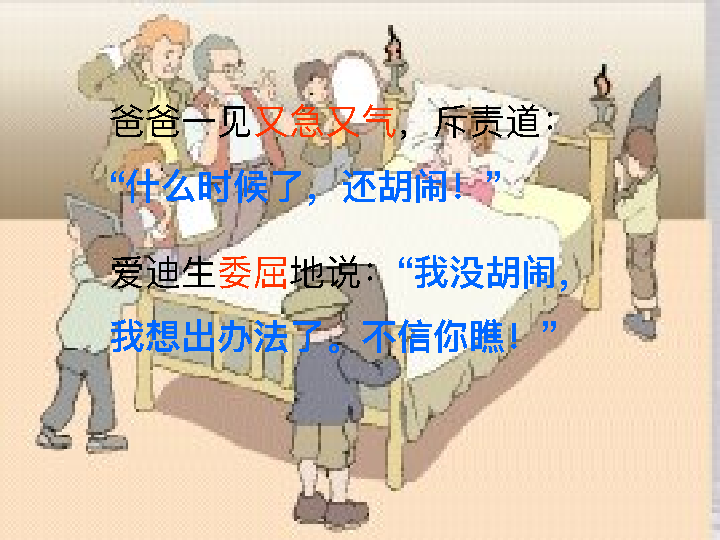 爸爸一见又急又气，斥责道：
“什么时候了，还胡闹！”
爱迪生委屈地说：“我没胡闹，
我想出办法了。不信你瞧！”